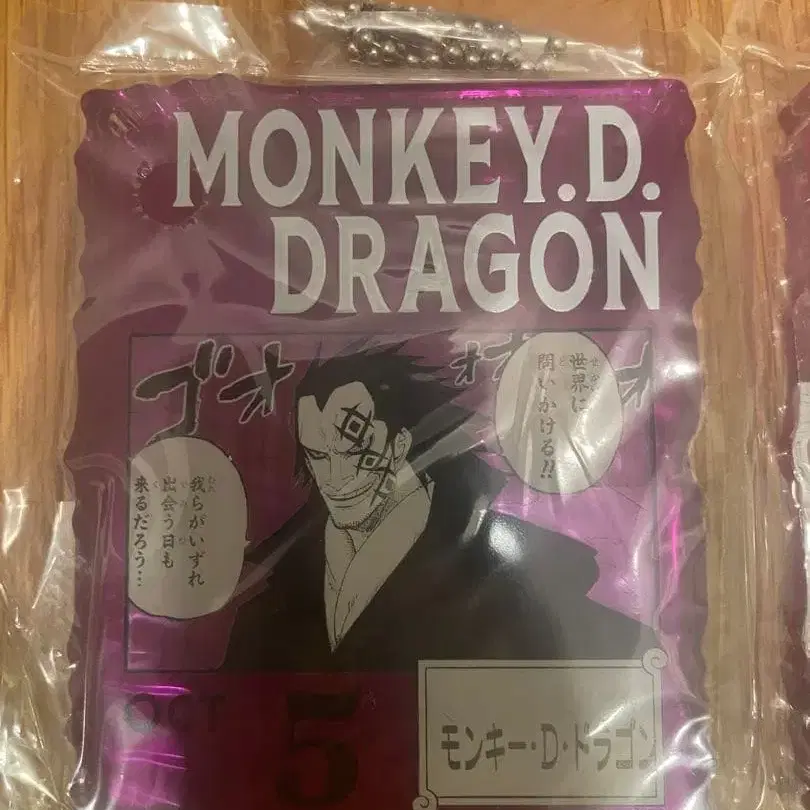 MONKEY.D.
DRAGON
ゴオ
オオ
世界に
問いかける!!
我らがいずれ
出会う日も
来るだろう…
OCT
5
モンキー・D・ドラゴン